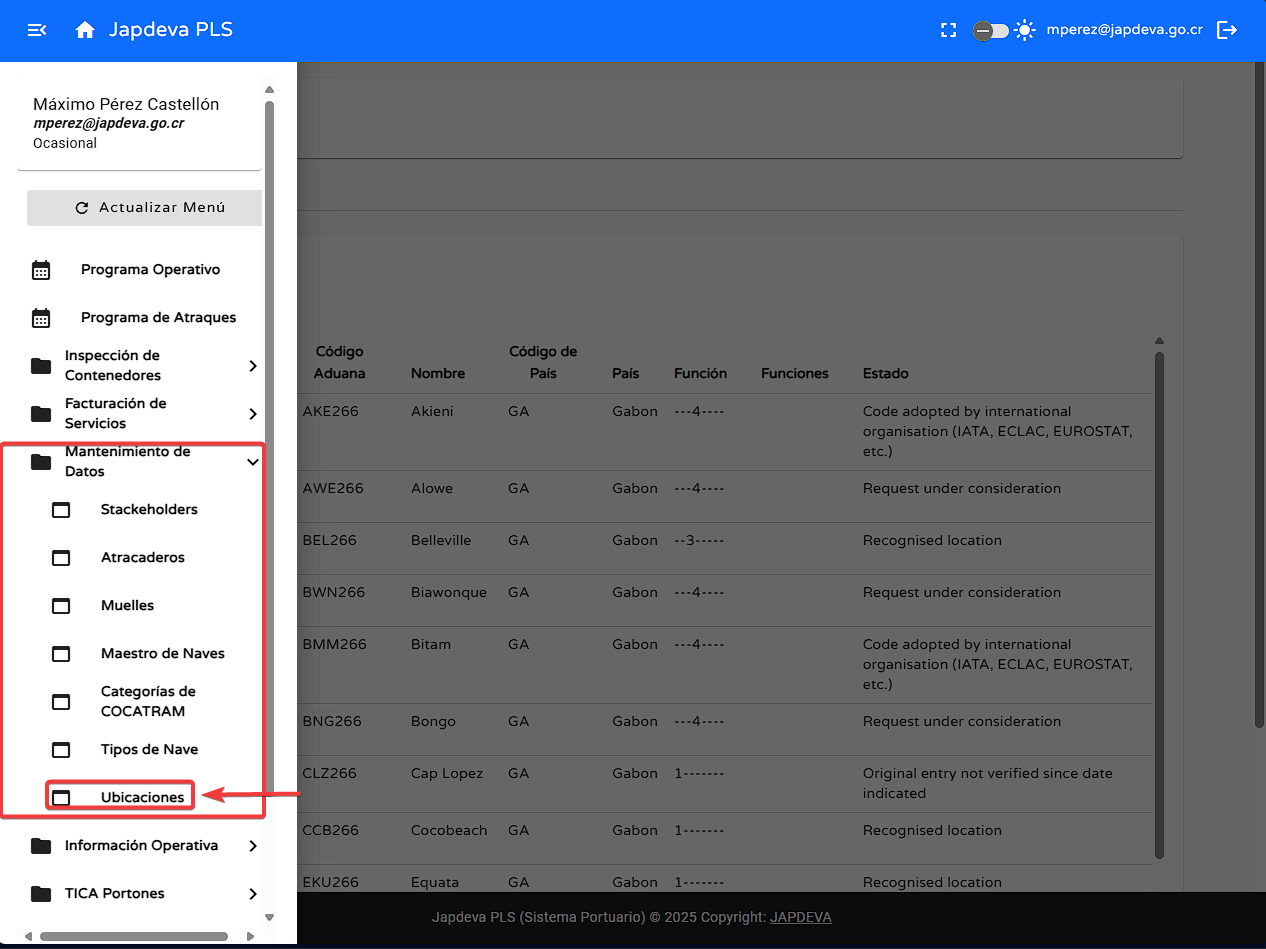 Japdeva PLS
mperez@japdeva.go.cr
Máximo Pérez Castellón
mperez@japdeva.go.cr
Ocasional
Actualizar Menú
Programa Operativo
Programa de Atraques
Inspección de
Contenedores
Facturación de
Servicios
Mantenimiento de
Datos
Stackeholders
Atracaderos
Muelles
Maestro de Naves
Categorías de
COCATRAM
Tipos de Nave
Ubicaciones
Información Operativa
TICA Portones
Código Código de
Aduana Nombre País País Función Funciones Estado
AKE266 Akieni GA Gabon ---4---- Code adopted by international
organisation (IATA, ECLAC, EUROSTAT,
etc.)
AWE266 Alowe GA Gabon ---4---- Request under consideration
BEL266 Belleville GA Gabon --3----- Recognised location
BWN266 Biawonque GA Gabon ---4---- Request under consideration
BMM266 Bitam GA Gabon ---4---- Code adopted by international
organisation (IATA, ECLAC, EUROSTAT,
etc.)
BNG266 Bongo GA Gabon ---4---- Request under consideration
CLZ266 Cap Lopez GA Gabon 1------- Original entry not verified since date
indicated
CCB266 Cocobeach GA Gabon 1------- Recognised location
EKU266 Equata GA Gabon 1------- Recognised location
Japdeva PLS (Sistema Portuario) © 2025 Copyright: JAPDEVA